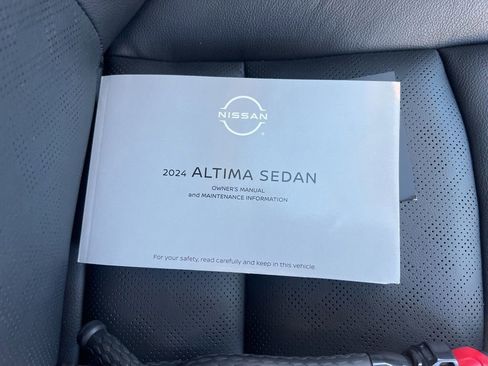 NISSAN
2024 ALTIMA SEDAN
OWNER'S MANUAL
and MAINTENANCE INFORMATION
For your safety, read carefully and keep in this vehicle.